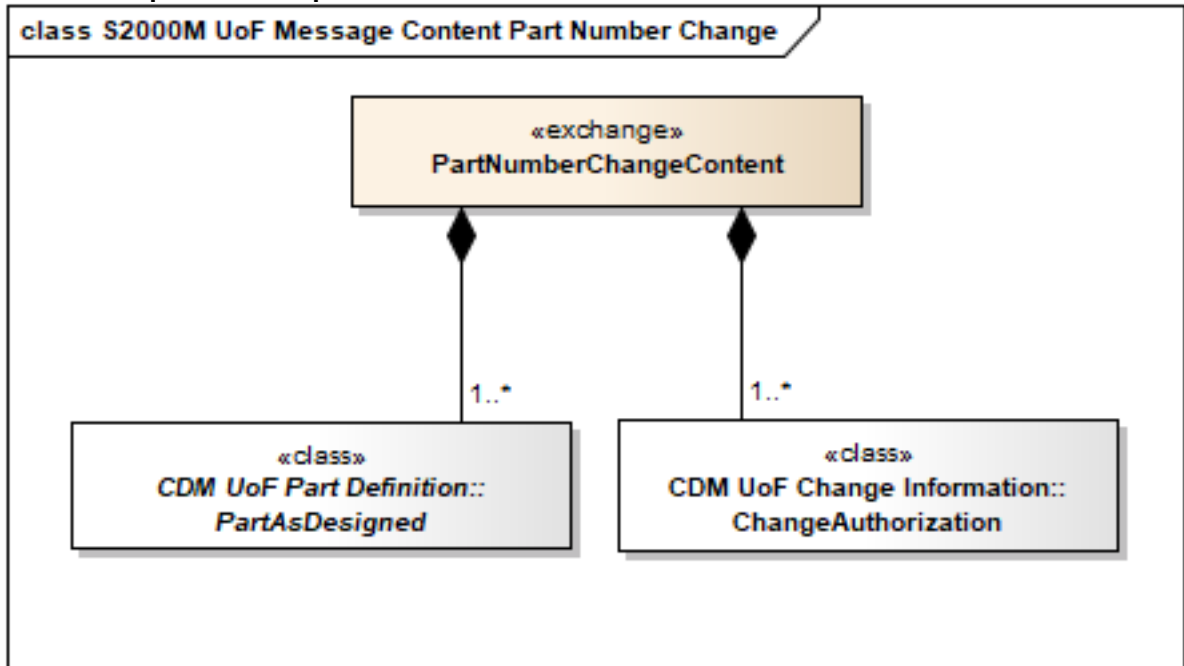 class S2000M UoF Message Content Part Number Change
«exchange»
PartNumberChangeContent
1..*
1..*
«class»
CDM UoF Part Definition::
PartAsDesigned
«class»
CDM UoF Change Information::
ChangeAuthorization